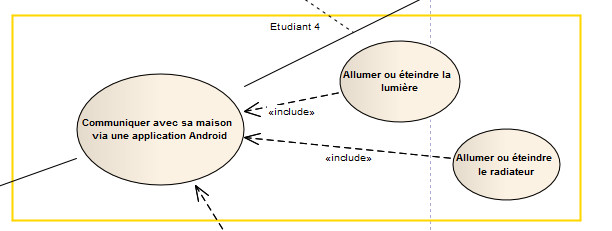 Etudiant 4
Allumer ou éteindre la
lumière
«include»
Communiquer avec sa maison
via une application Android
«include»
Allumer ou éteindre
le radiateur